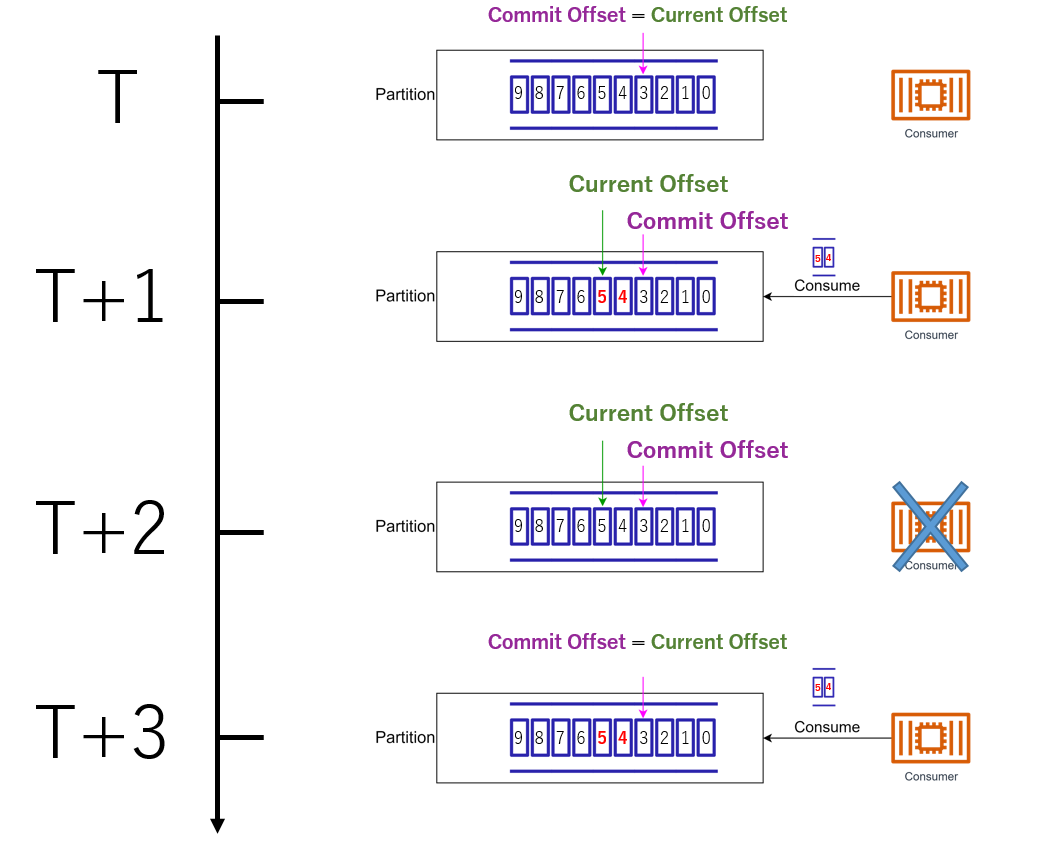 Commit Offset = Current Offset
T
Partition
9 8 7 6 5 4 3 2 1 0
Consumer
Current Offset
Commit Offset
T+1
Partition
9 8 7 6 5 4 3 2 1 0
5 4
Consume
Consumer
Current Offset
Commit Offset
T+2
Partition
9 8 7 6 5 4 3 2 1 0
Consumer
Commit Offset = Current Offset
T+3
Partition
9 8 7 6 5 4 3 2 1 0
5 4
Consume
Consumer